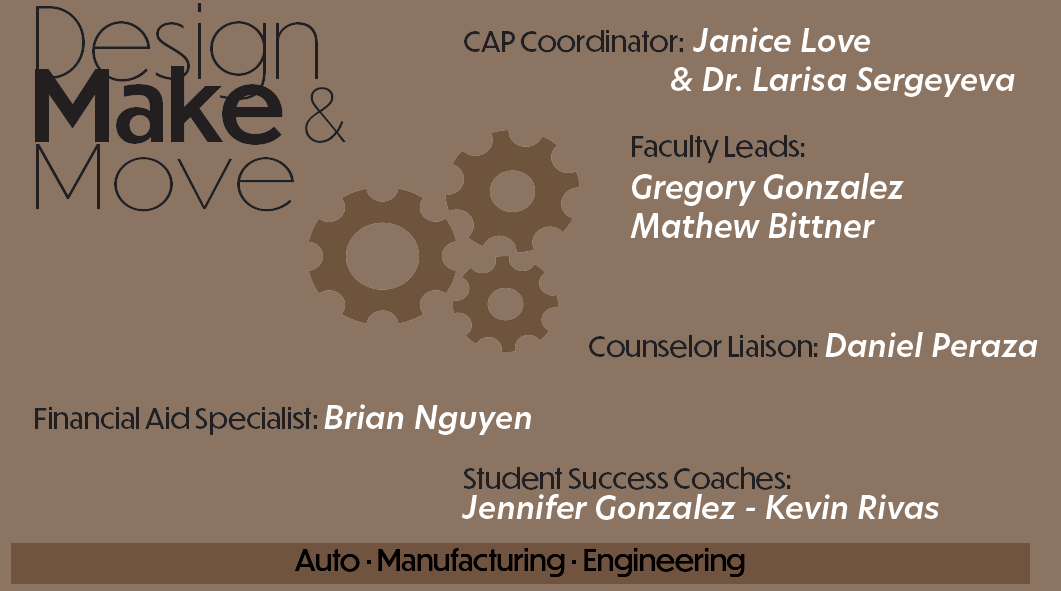 Design
Make &
Move
CAP Coordinator: Janice Love
& Dr. Larisa Sergeyeva
Faculty Leads:
Gregory Gonzalez
Mathew Bittner
Counselor Liaison: Daniel Peraza
Financial Aid Specialist: Brian Nguyen
Student Success Coaches:
Jennifer Gonzalez - Kevin Rivas
Auto · Manufacturing · Engineering